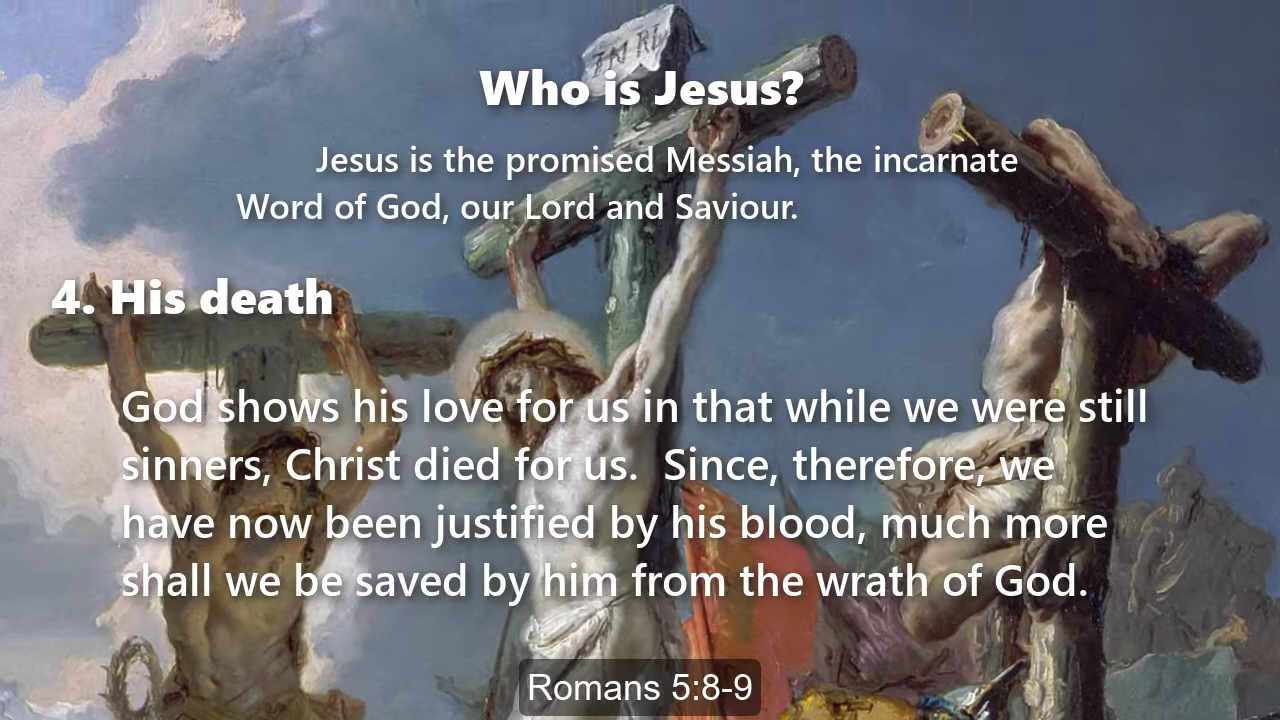 Who is Jesus?
Jesus is the promised Messiah, the incarnate
Word of God, our Lord and Saviour.
4. His death
God shows his love for us in that while we were still
sinners, Christ died for us.  Since, therefore, we
have now been justified by his blood, much more
shall we be saved by him from the wrath of God.
Romans 5:8-9